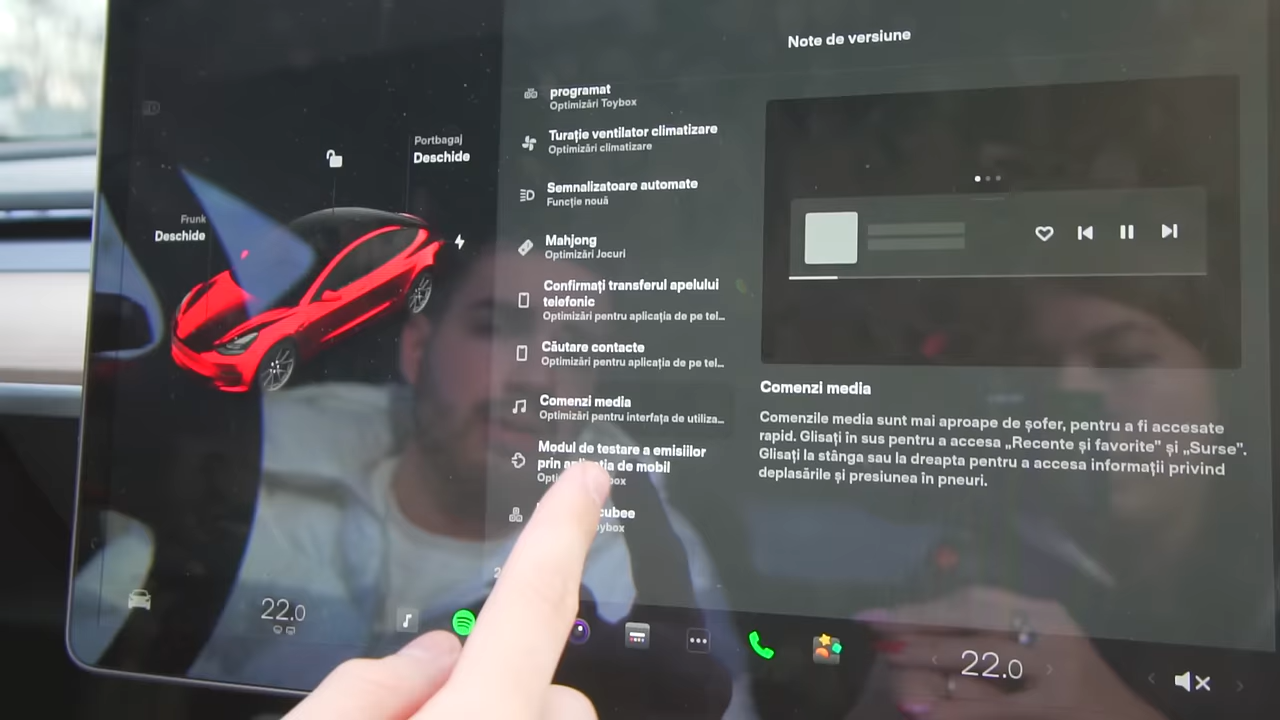 Note de versiune
Portbagaj
Deschide
Frunk
Deschide
programat
Optimizări Toybox
Turație ventilator climatizare
Optimizări climatizare
Semnalizatoare automate
Funcție nouă
Mahjong
Optimizări Jocuri
Confirmați transferul apelului
telefonic
Optimizări pentru aplicația de pe tel...
Căutare contacte
Optimizări pentru aplicația de pe tel...
Comenzi media
Optimizări pentru interfața de utiliza...
Modul de testare a emisiilor
prin de mobil
Comenzi media
Comenzile media sunt mai aproape de șofer, pentru a fi accesate
rapid. Glisați în sus pentru a accesa „Recente și favorite" și „Surse".
Glisați la stânga sau la dreapta pentru a accesa informații privind
deplasările și presiunea în pneuri.
22.0
22.0